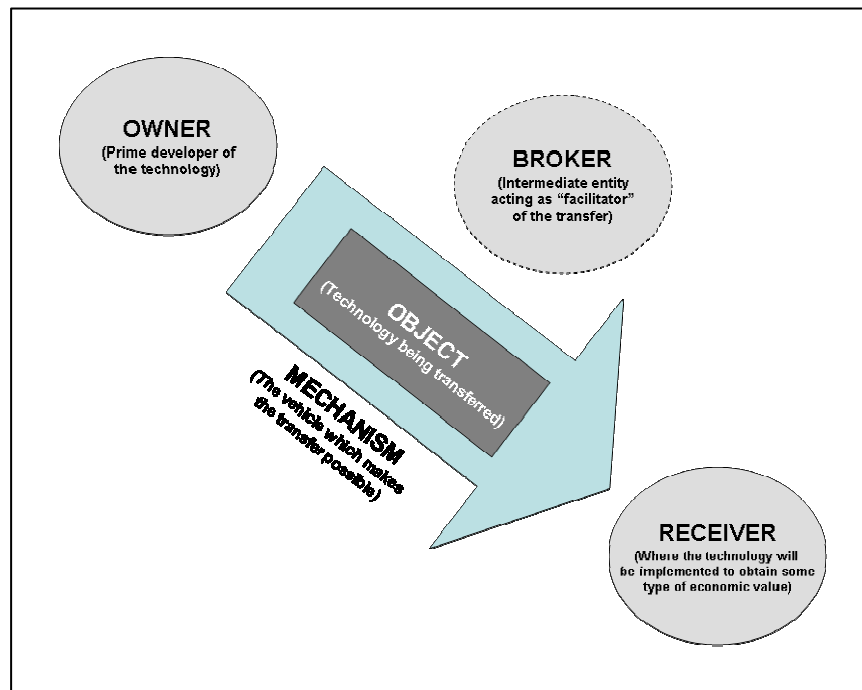 OWNER
(Prime developer of
the technology)
BROKER
(Intermediate entity
acting as “facilitator”
of the transfer)
OBJECT
(Technology being transferred)
MECHANISM
(The vehicle which makes
the transfer possible)
RECEIVER
(Where the technology will
be implemented to obtain some
type of economic value)